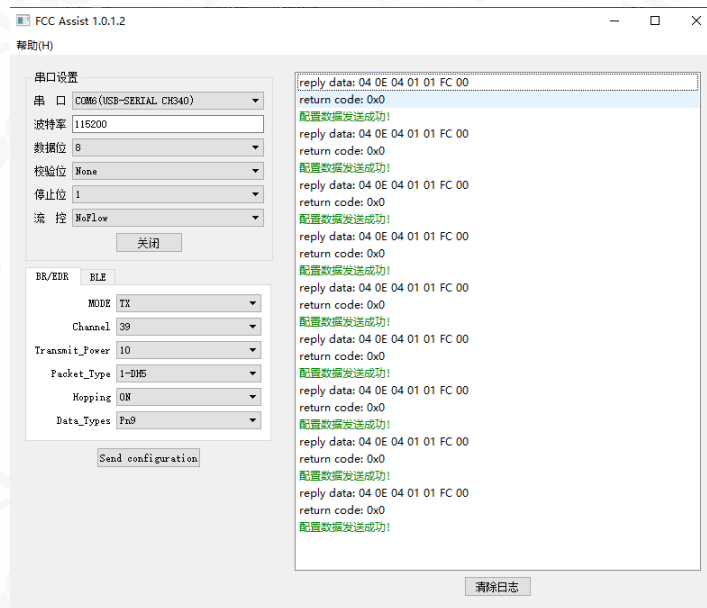 FCC Assist 1.0.1.2
帮助(H)
串口设置
串 口 COM6(USB-SERIAL CH340)
波特率 115200
数据位 8
校验位 None
停止位 1
流 控 NoFlow
关闭
BR/EDR BLE
MODE TX
Channel 39
Transmit_Power 10
Packet_Type 1-DH5
Hopping ON
Data_Types Pn9
Send configuration
reply data: 04 0E 04 01 01 FC 00
return code: 0x0
配置数据发送成功!
reply data: 04 0E 04 01 01 FC 00
return code: 0x0
配置数据发送成功!
reply data: 04 0E 04 01 01 FC 00
return code: 0x0
配置数据发送成功!
reply data: 04 0E 04 01 01 FC 00
return code: 0x0
配置数据发送成功!
reply data: 04 0E 04 01 01 FC 00
return code: 0x0
配置数据发送成功!
reply data: 04 0E 04 01 01 FC 00
return code: 0x0
配置数据发送成功!
reply data: 04 0E 04 01 01 FC 00
return code: 0x0
配置数据发送成功!
reply data: 04 0E 04 01 01 FC 00
return code: 0x0
配置数据发送成功!
reply data: 04 0E 04 01 01 FC 00
return code: 0x0
配置数据发送成功!
清除日志